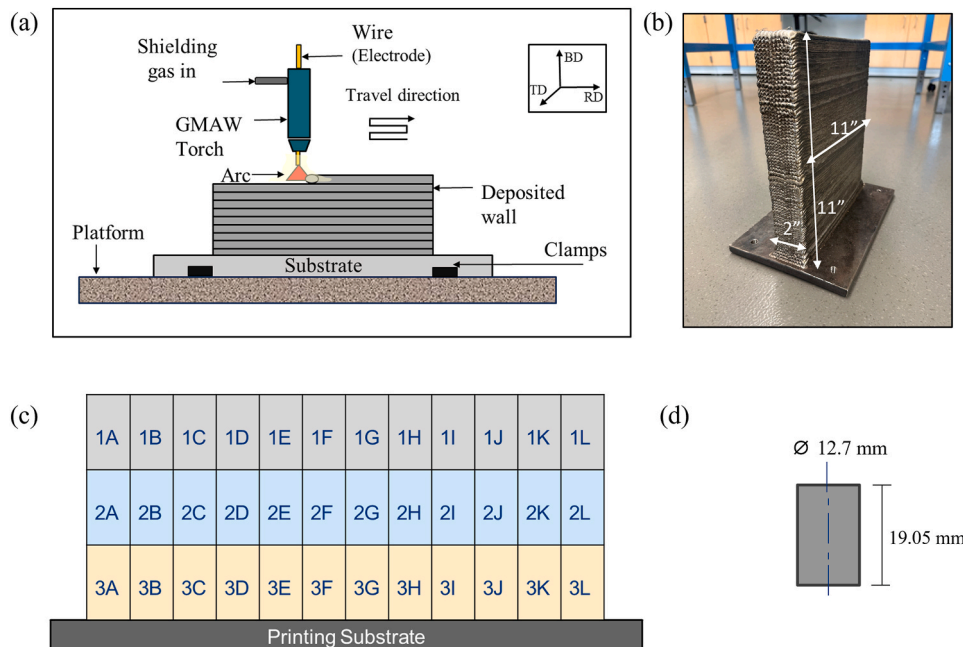 (a)
Shielding
gas in
Wire
(Electrode)
Travel direction
BD
TD
RD
GMAW
Torch
Arc
Deposited
wall
Platform
Clamps
Substrate
(b)
11”
11”
2”
(c)
1A 1B 1C 1D 1E 1F 1G 1H 1I 1J 1K 1L
2A 2B 2C 2D 2E 2F 2G 2H 2I 2J 2K 2L
3A 3B 3C 3D 3E 3F 3G 3H 3I 3J 3K 3L
Printing Substrate
(d)
Ø 12.7 mm
19.05 mm